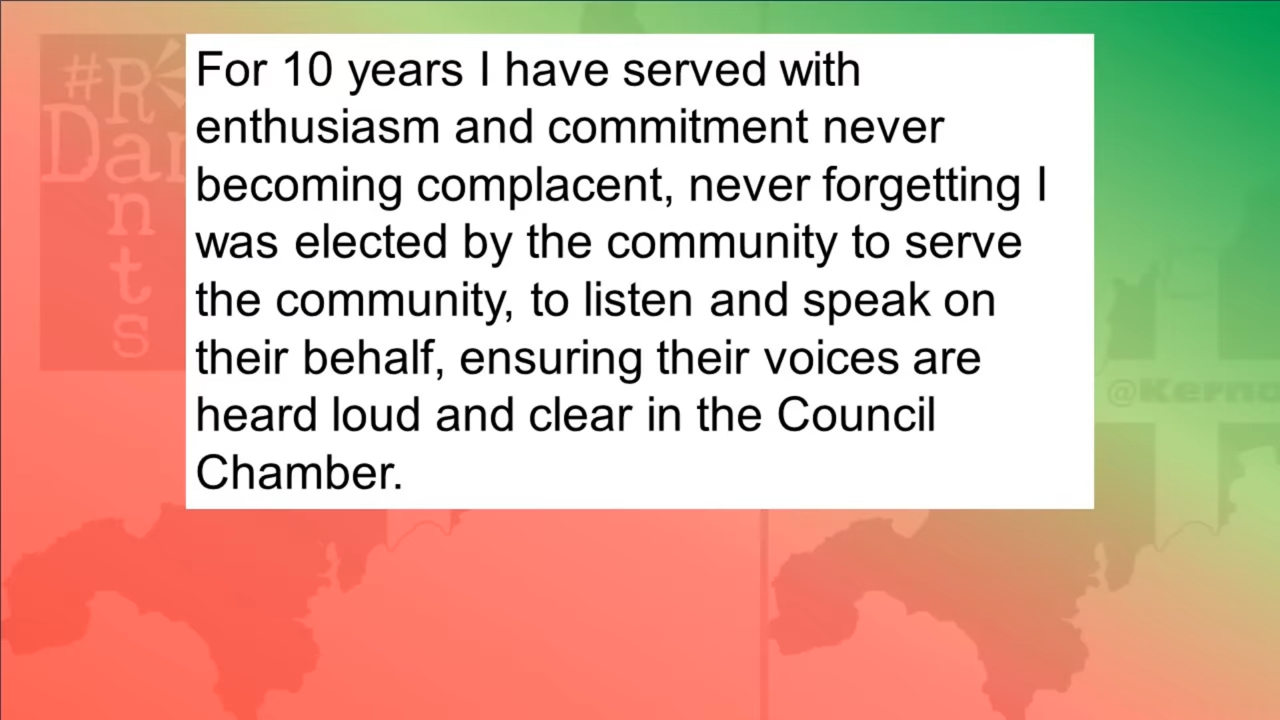 For 10 years I have served with
enthusiasm and commitment never
becoming complacent, never forgetting I
was elected by the community to serve
the community, to listen and speak on
their behalf, ensuring their voices are
heard loud and clear in the Council
Chamber.
#R
Dan
n
t
s